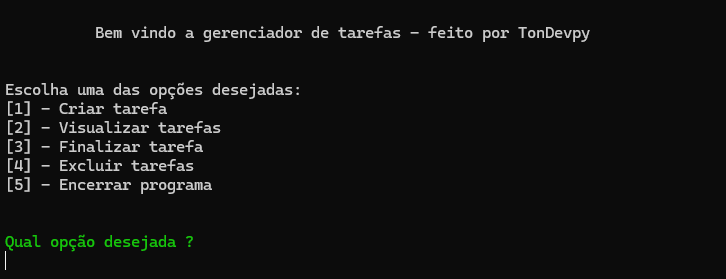 Bem vindo a gerenciador de tarefas - feito por TonDevpy
Escolha uma das opções desejadas:
[1] - Criar tarefa
[2] - Visualizar tarefas
[3] - Finalizar tarefa
[4] - Excluir tarefas
[5] - Encerrar programa
Qual opção desejada ?